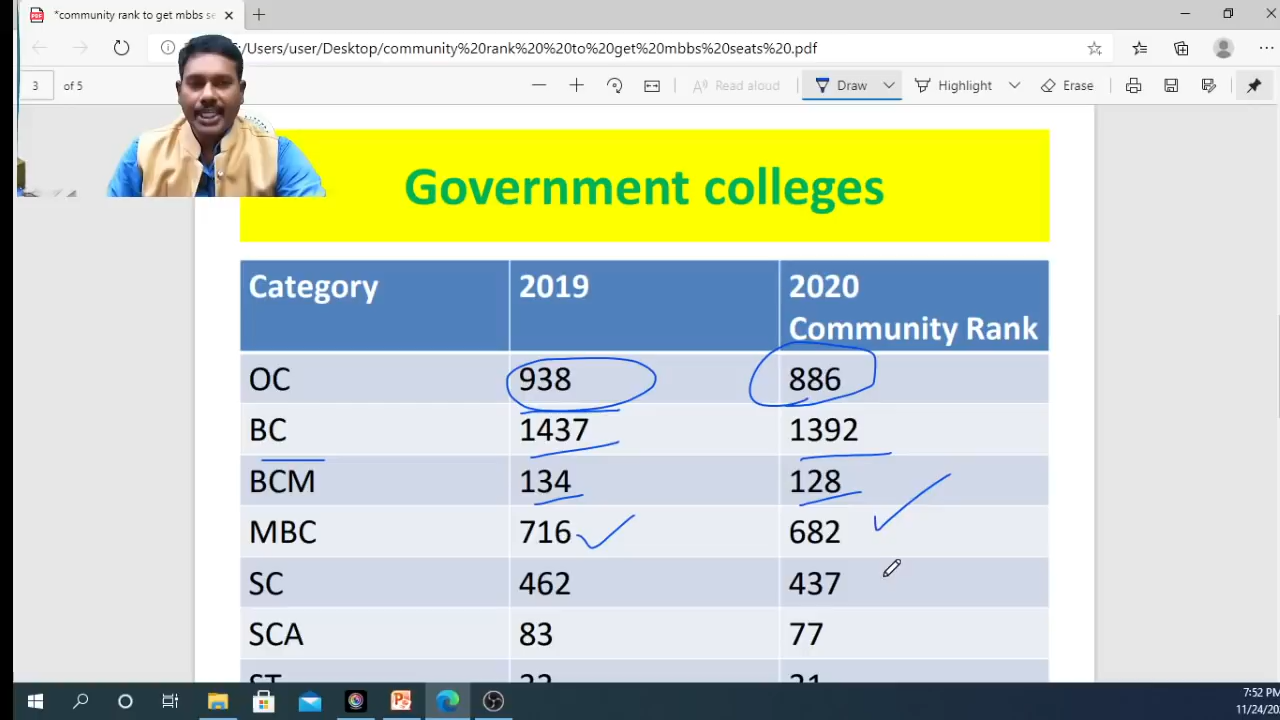 *community rank to get mbbs se
/Users/user/Desktop/community%20rank%20%20to%20get%20mbbs%20seats%20.pdf
3 of 5 Read aloud Draw Highlight Erase
Government colleges
Category 2019 2020 Community Rank
OC 938 886
BC 1437 1392
BCM 134 128
MBC 716 682
SC 462 437
SCA 83 77
7:52 PM
11/24/20